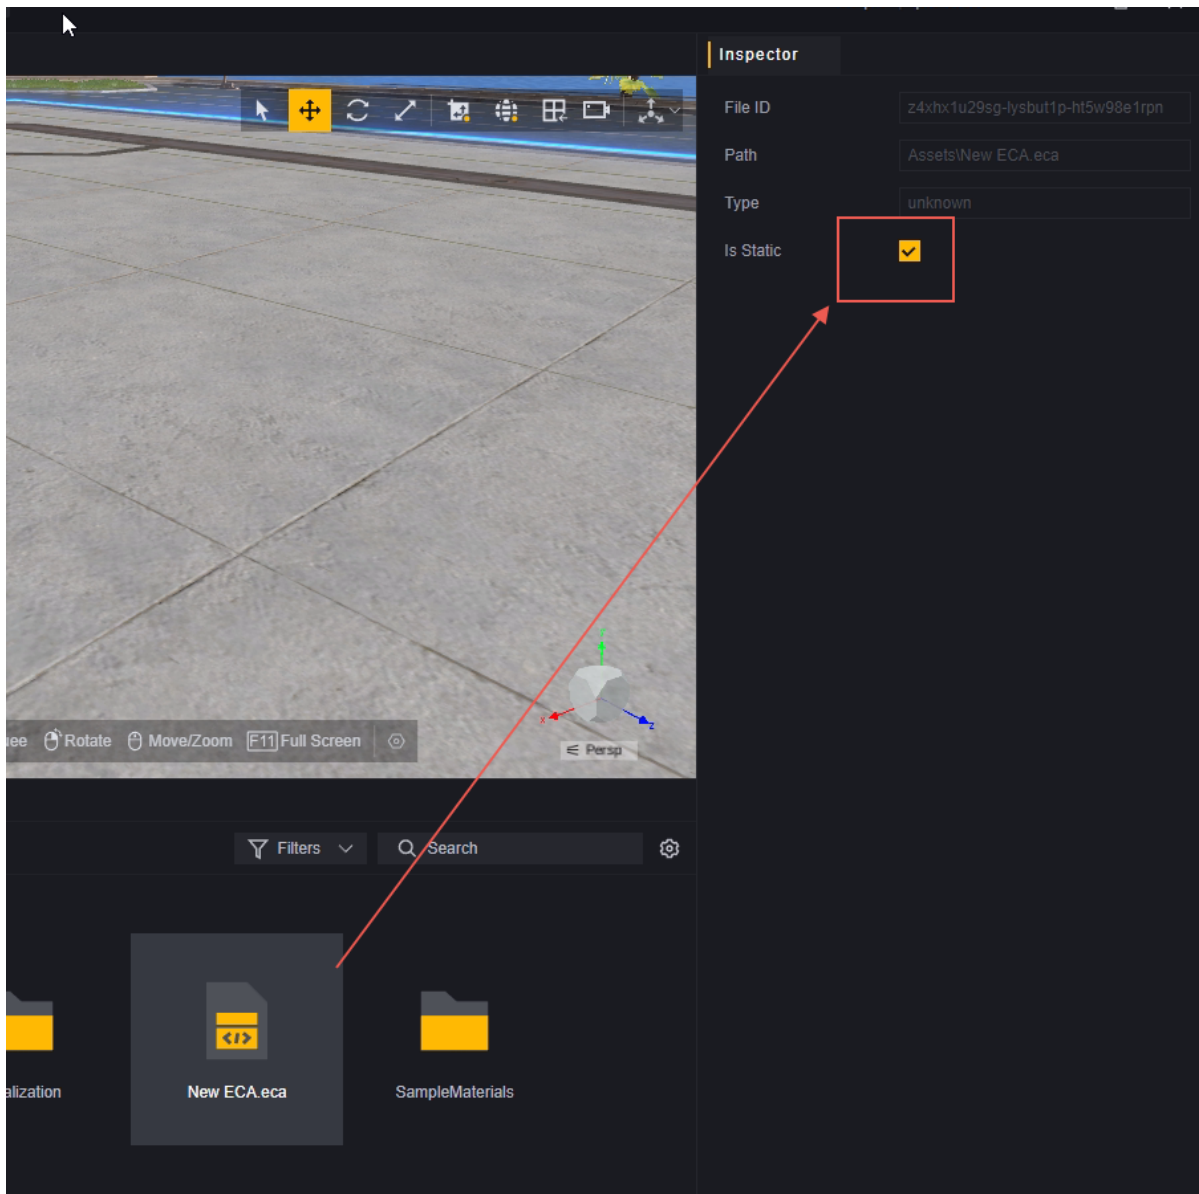 Inspector
File ID
z4xhx1u29sg-lysbut1p-ht5w98e1rpn
Path
Assets\New ECA.eca
Type
unknown
Is Static
Y
X
Z
Rotate
Move/Zoom
F11 Full Screen
Persp
Filters
Search
</>
New ECA.eca
SampleMaterials